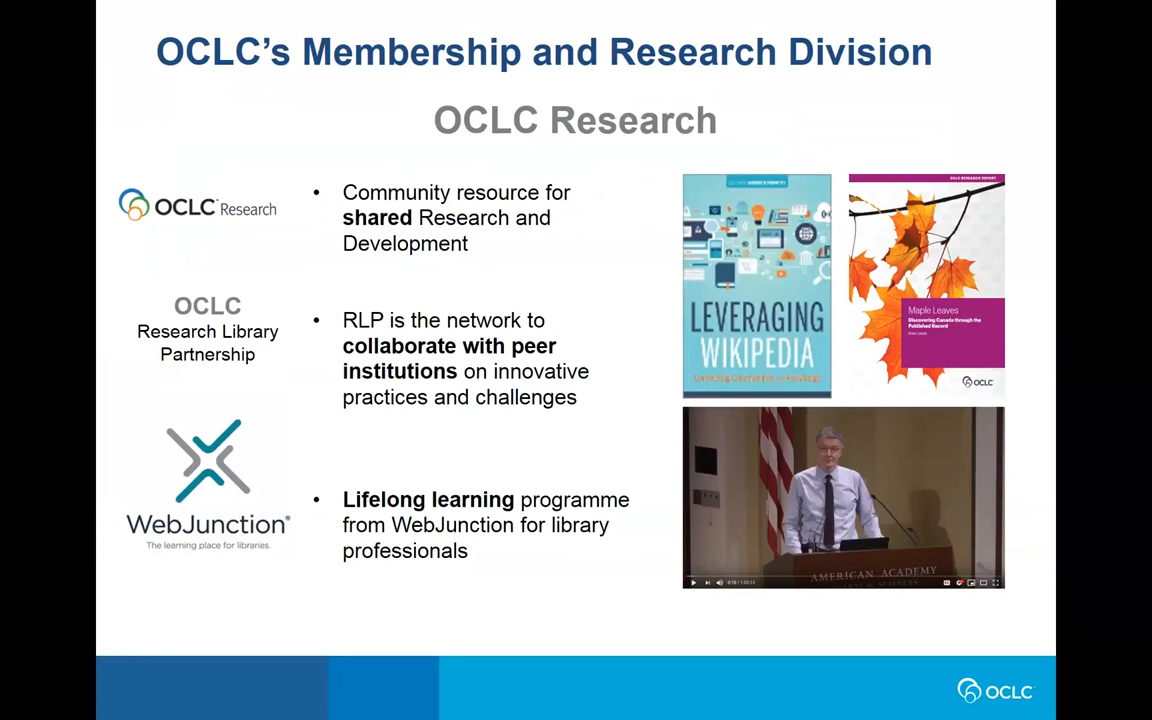 OCLC's Membership and Research Division
OCLC Research
OCLC Research
Community resource for
shared Research and
Development
OCLC
Research Library
Partnership
RLP is the network to
collaborate with peer
institutions on innovative
practices and challenges
WebJunction®
The learning place for libraries.
Lifelong learning programme
from WebJunction for library
professionals
LEVERAGING
WIKIPEDIA
OCLC RESEARCH REPORT
Maple Leaves
Discovering Canada through the
Published Record
OCLC
AMERICAN ACADEMY
OCLC